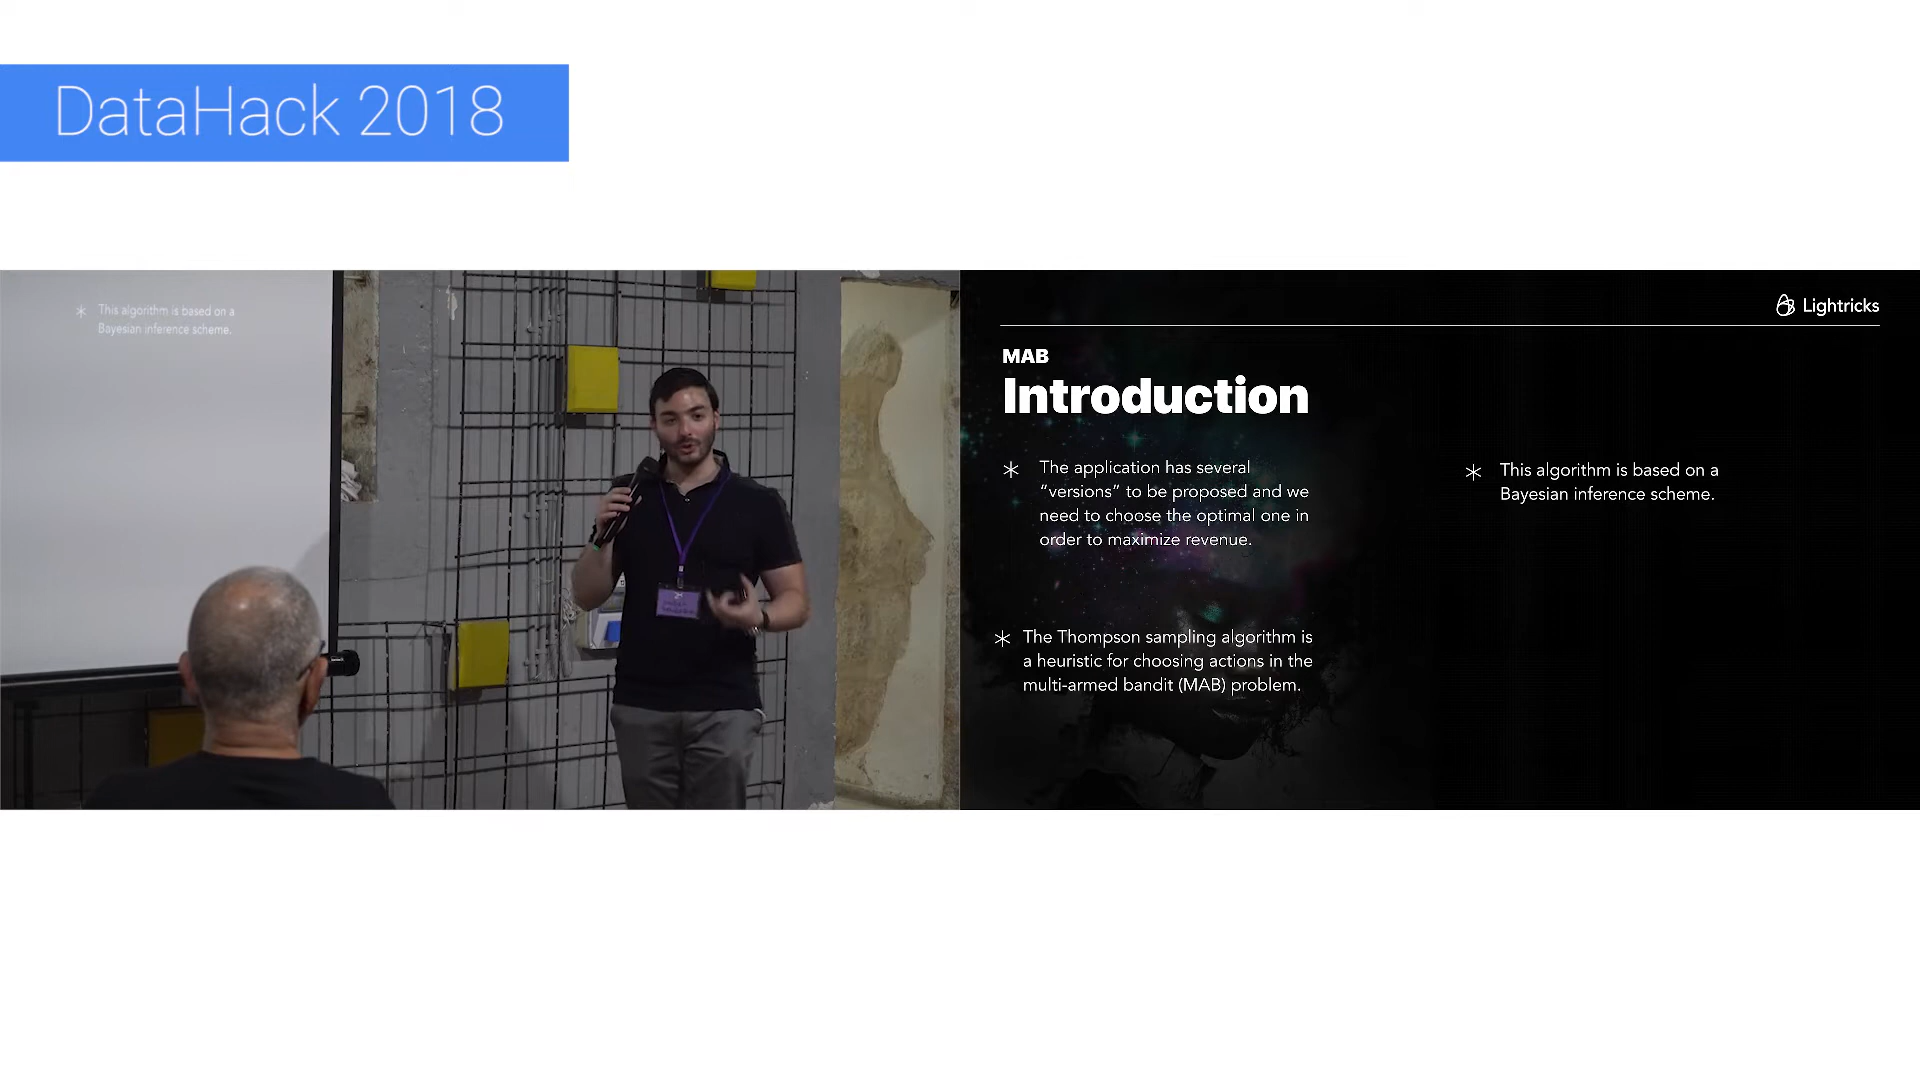 DataHack 2018
This algorithm is based on a
Bayesian inference scheme.
Lightricks
MAB
Introduction
The application has several
“versions” to be proposed and we
need to choose the optimal one in
order to maximize revenue.
The Thompson sampling algorithm is
a heuristic for choosing actions in the
multi-armed bandit (MAB) problem.
This algorithm is based on a
Bayesian inference scheme.